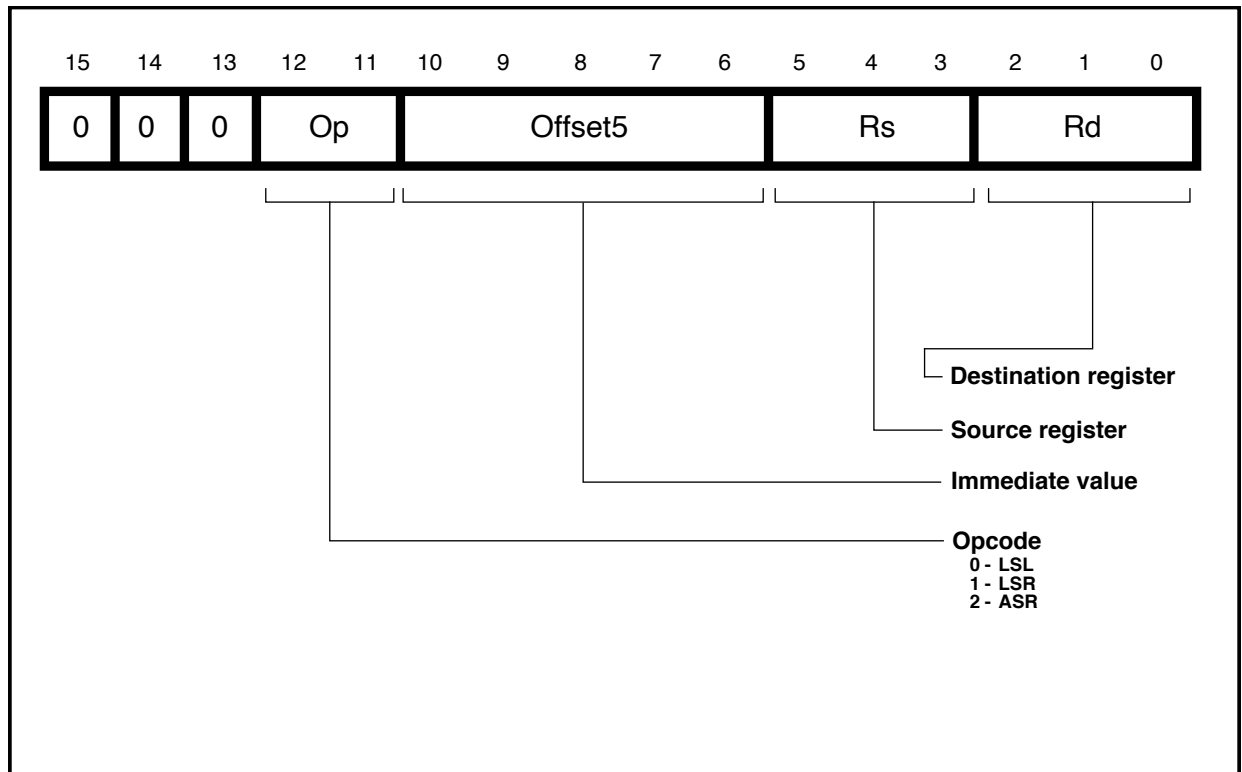 15 14 13 12 11 10 9 8 7 6 5 4 3 2 1 0
0 0 0 Op Offset5 Rs Rd
Destination register
Source register
Immediate value
Opcode
0 - LSL
1 - LSR
2 - ASR